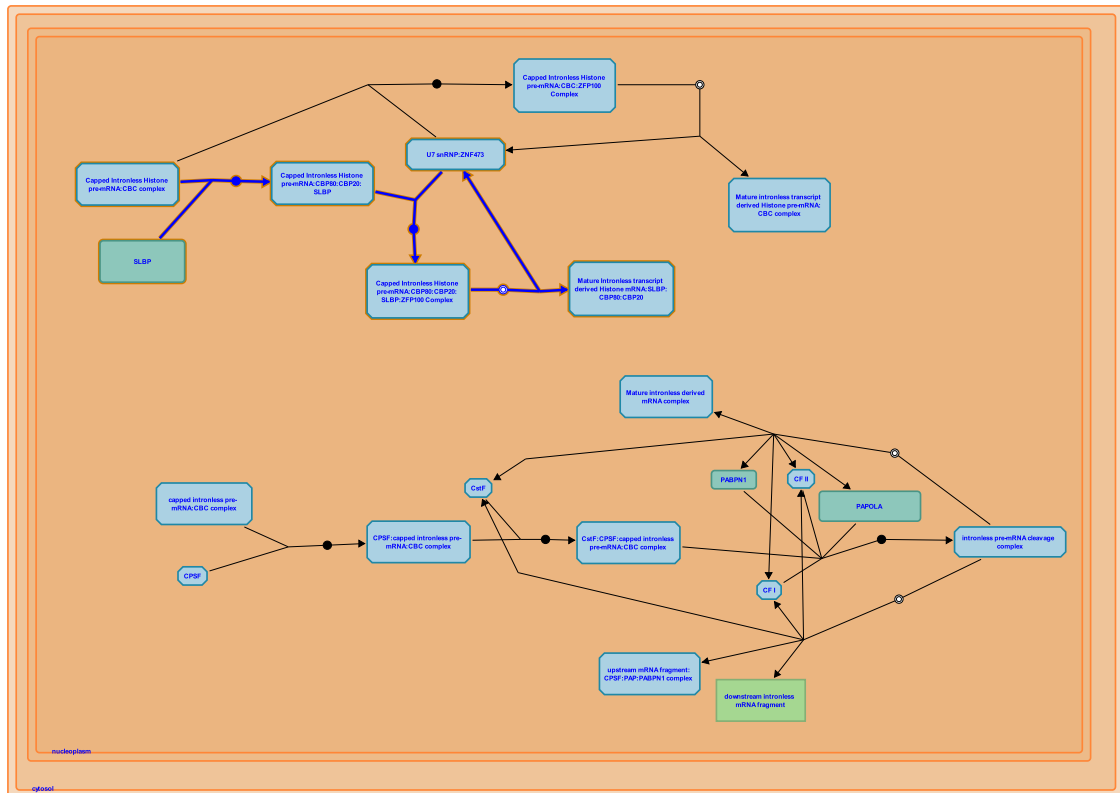 Capped Intronless Histone
pre-mRNA:CBC:ZFP100
Complex
U7 snRNP:ZNF473
Capped Intronless Histone
pre-mRNA:CBC complex
Capped Intronless Histone
pre-mRNA:CBP80:CBP20:
SLBP
Mature intronless transcript
derived Histone pre-mRNA:
CBC complex
SLBP
Capped Intronless Histone
pre-mRNA:CBP80:CBP20:
SLBP:ZFP100 Complex
Mature Intronless transcript
derived Histone mRNA:SLBP:
CBP80:CBP20
Mature intronless derived
mRNA complex
PABPN1
CF II
CstF
PAPOLA
capped intronless pre-
mRNA:CBC complex
CPSF:capped intronless pre-
mRNA:CBC complex
CstF:CPSF:capped intronless
pre-mRNA:CBC complex
intronless pre-mRNA cleavage
complex
CPSF
CF I
upstream mRNA fragment:
CPSF:PAP:PABPN1 complex
downstream intronless
mRNA fragment
nucleoplasm
cytosol